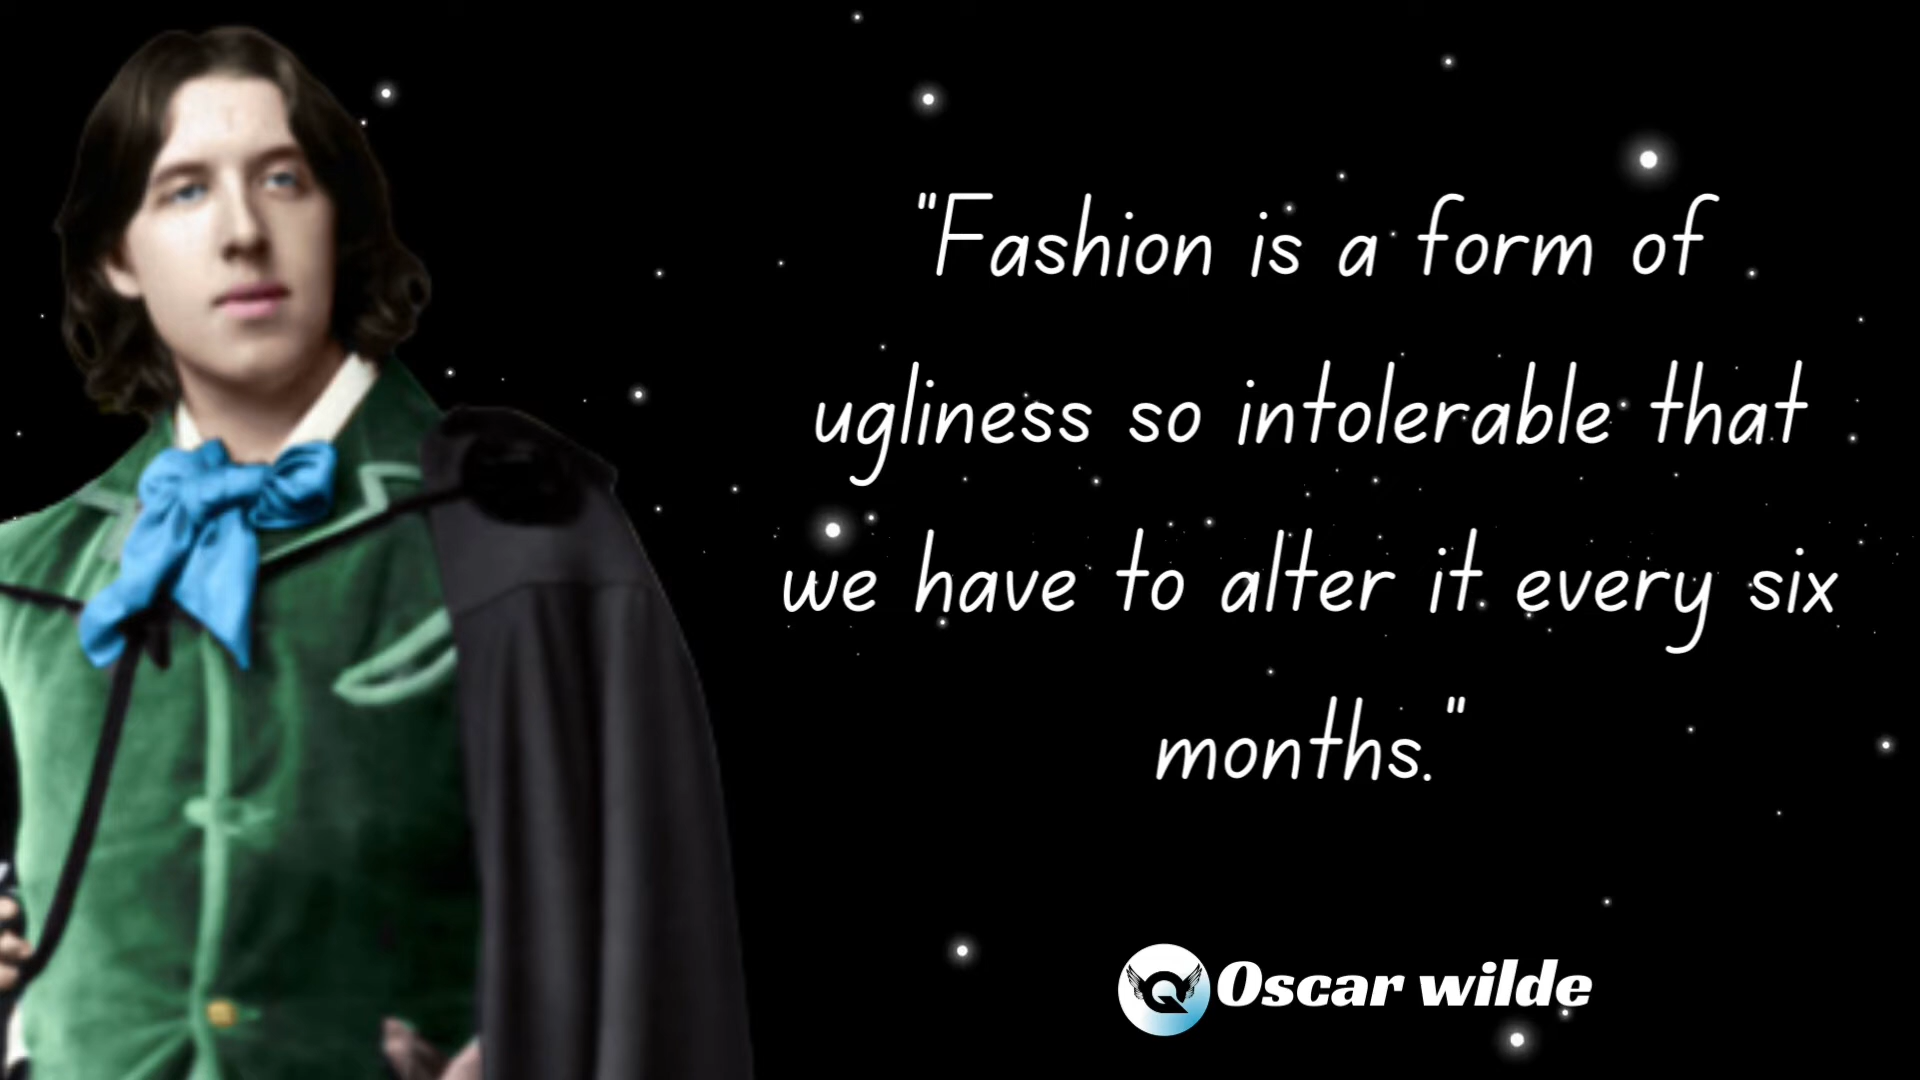 "Fashion is a form of
ugliness so intolerable that
we have to alter it every six
months."
Q Oscar wilde